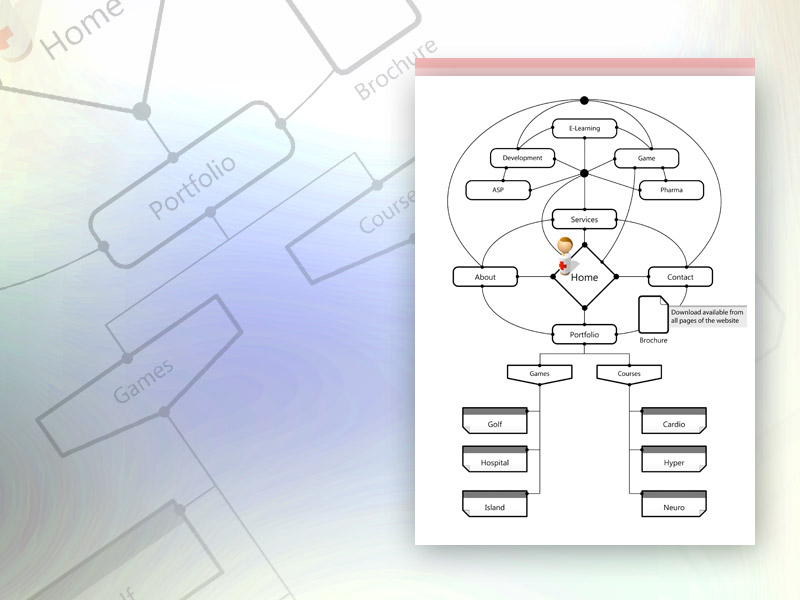 Home
Brochure
Portfolio
Course
Games
lf
E-Learning
Development
Game
ASP
Pharma
Services
About
Home
Contact
Download available from
all pages of the website
Brochure
Portfolio
Games
Courses
Golf
Cardio
Hospital
Hyper
Island
Neuro